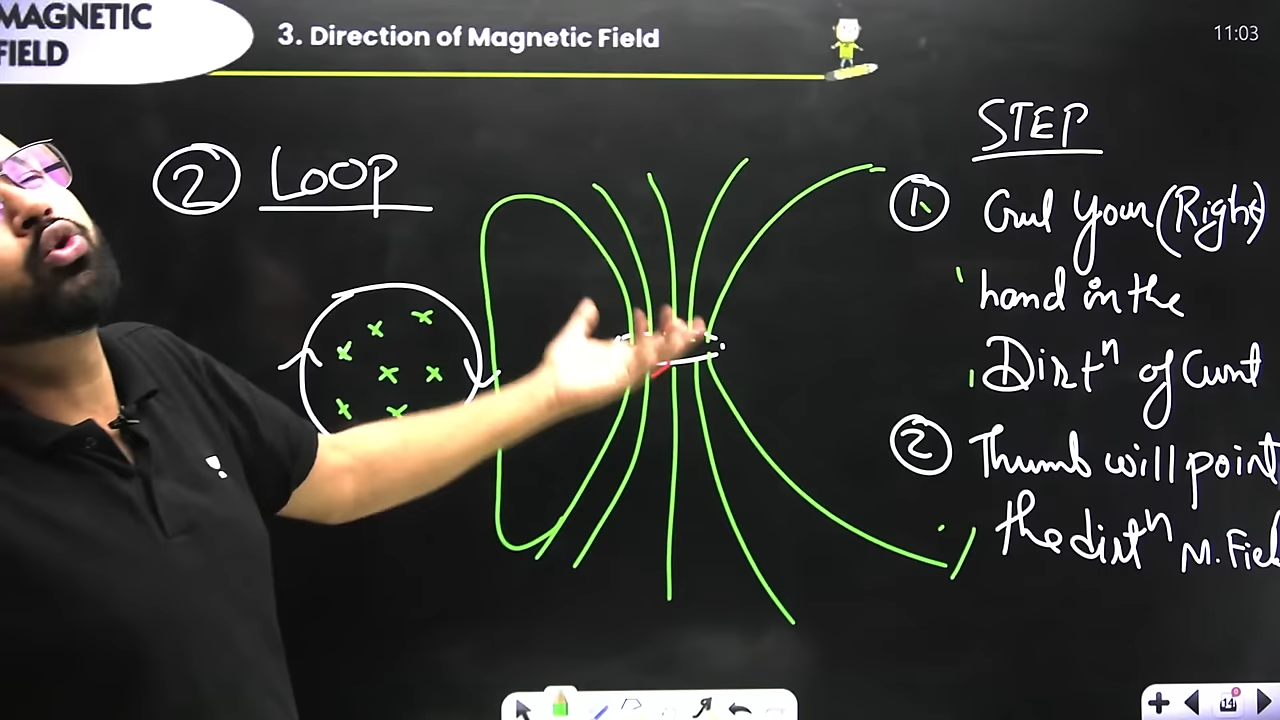 MAGNETIC
FIELD
3. Direction of Magnetic Field
11:03
② LOOP
STEP
① Curl Your (Right)
hand in the
Dirtⁿ of Curnt
② Thumb will point
the dirtⁿ M. Fiel
14